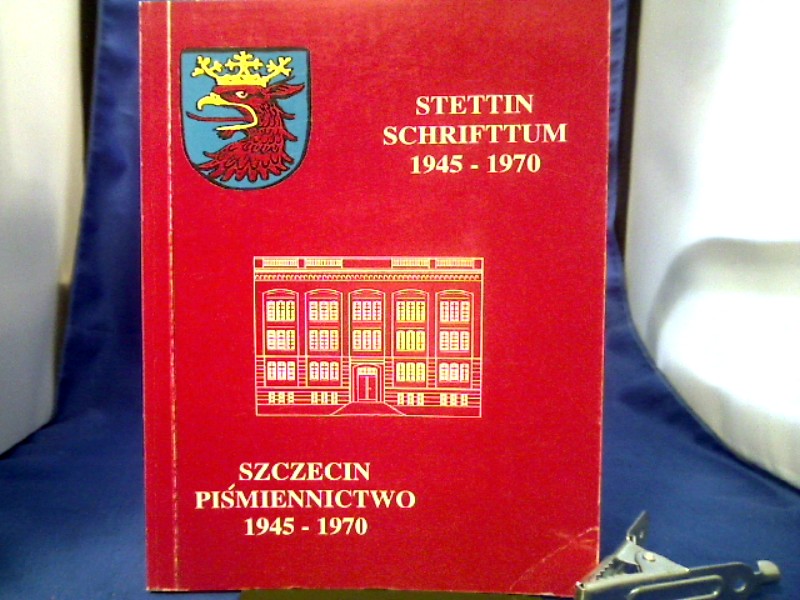 STETTIN
SCHRIFTTUM
1945 - 1970
SZCZECIN
PIŚMIENNICTWO
1945 - 1970